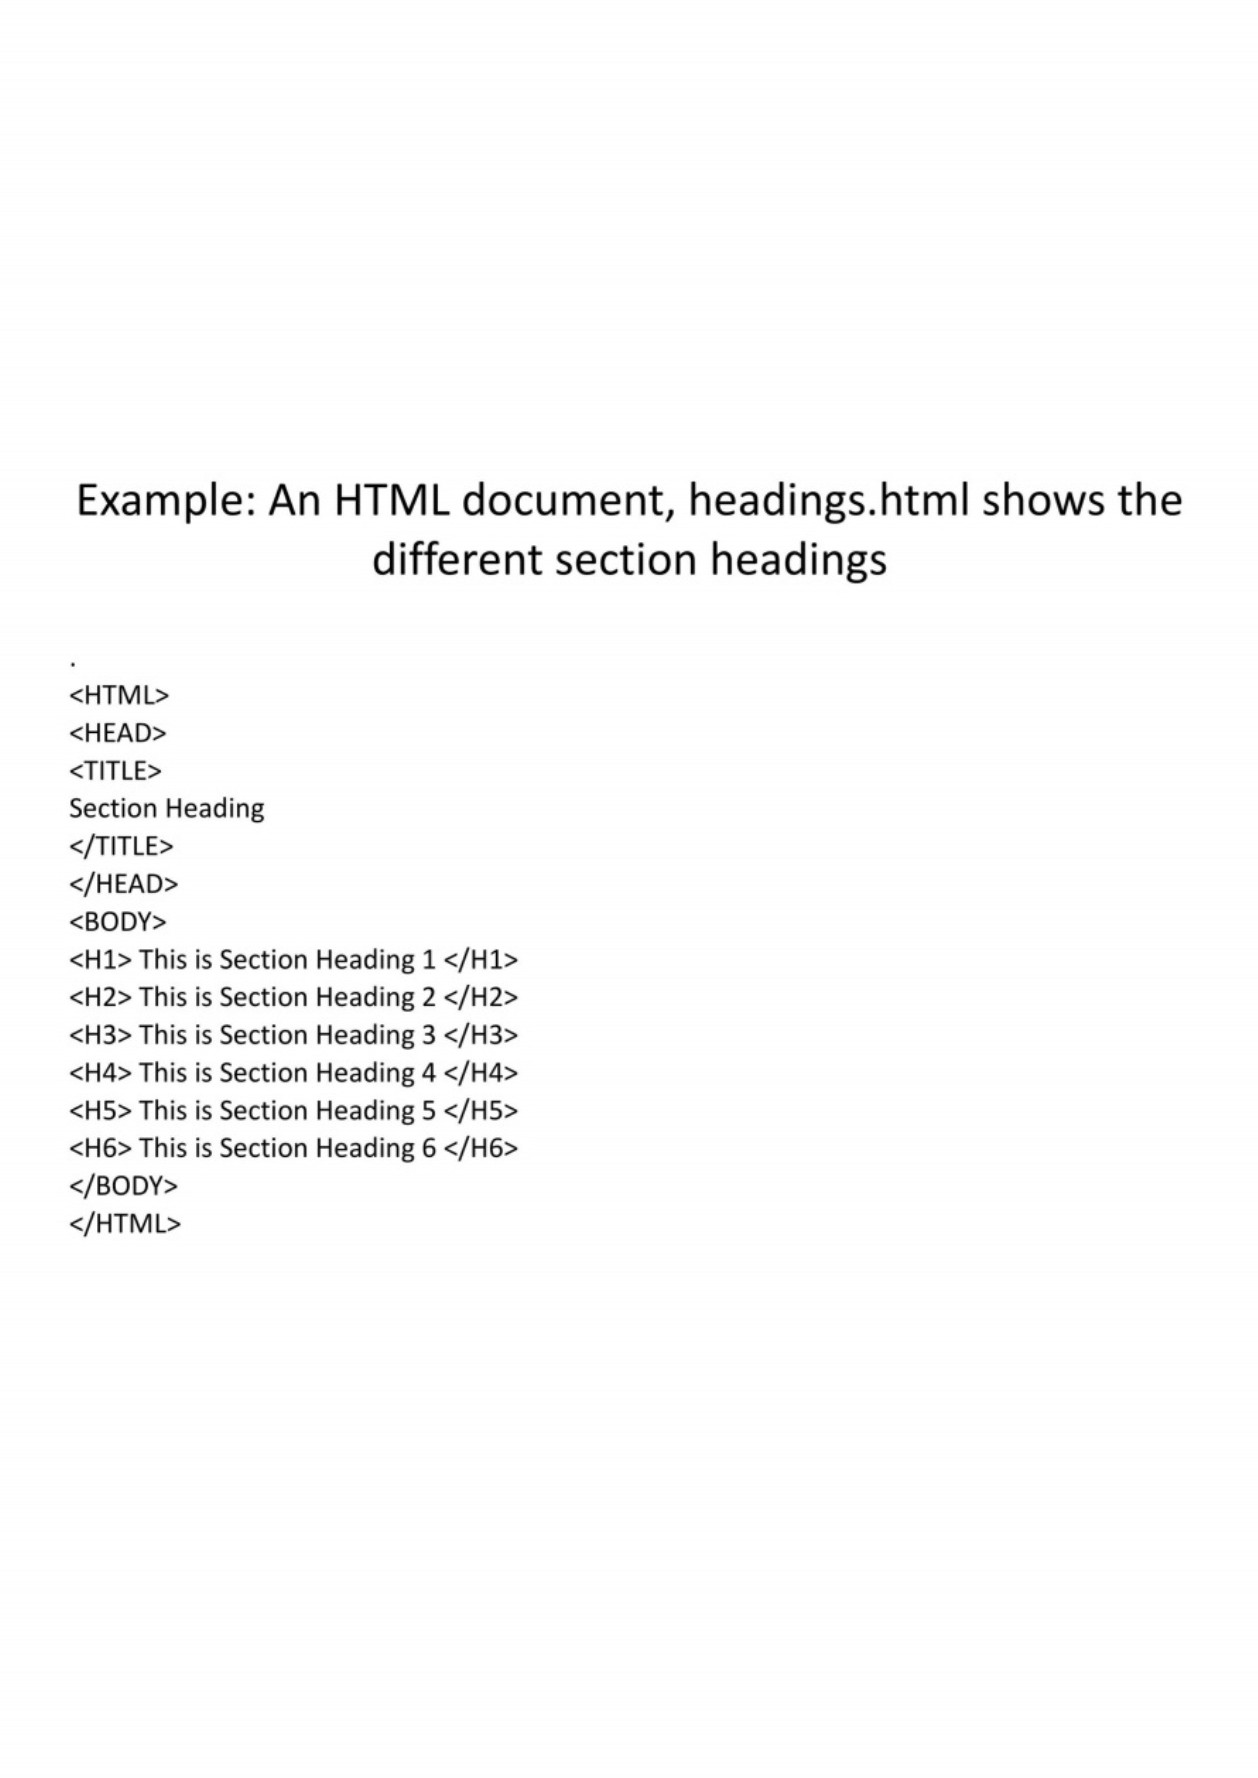 Example: An HTML document, headings.html shows the
different section headings
.
<HTML>
<HEAD>
<TITLE>
Section Heading
</TITLE>
</HEAD>
<BODY>
<H1> This is Section Heading 1 </H1>
<H2> This is Section Heading 2 </H2>
<H3> This is Section Heading 3 </H3>
<H4> This is Section Heading 4 </H4>
<H5> This is Section Heading 5 </H5>
<H6> This is Section Heading 6 </H6>
</BODY>
</HTML>